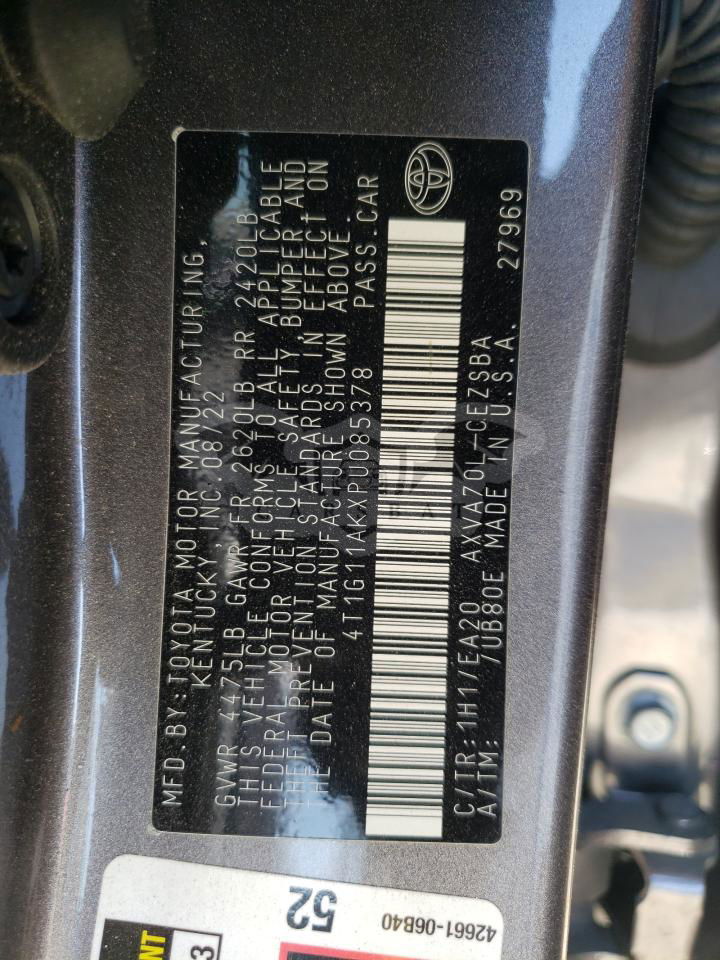 MFD.BY:TOYOTA MOTOR MANUFACTURING,
KENTUCKY, INC.08/22
GVWR 4475LB GAWR FR 2620LB RR 2420LB
THIS VEHICLE CONFORMS TO ALL APPLICABLE
FEDERAL MOTOR VEHICLE SAFETY, BUMPER, AND
THEFT PREVENTION STANDARDS IN EFFECT ON
THE DATE OF MANUFACTURE SHOWN ABOVE.
4T1G11AKXPU085378 PASS.CAR
C/TR:1H1/EA20 AXVA70L-CEZSBA 27969
A/TM: /UB80E MADE IN U.S.A.
52
42661-06B40